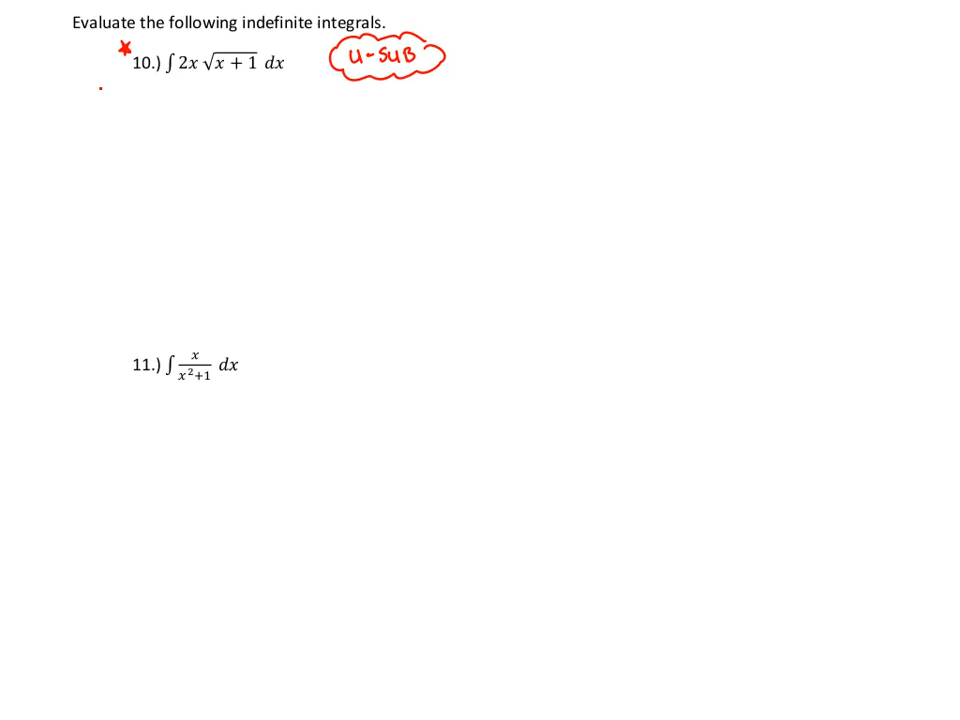 Evaluate the following indefinite integrals.
10.) ∫ 2x √(x + 1) dx u-sub
11.) ∫ x/(x²+1) dx